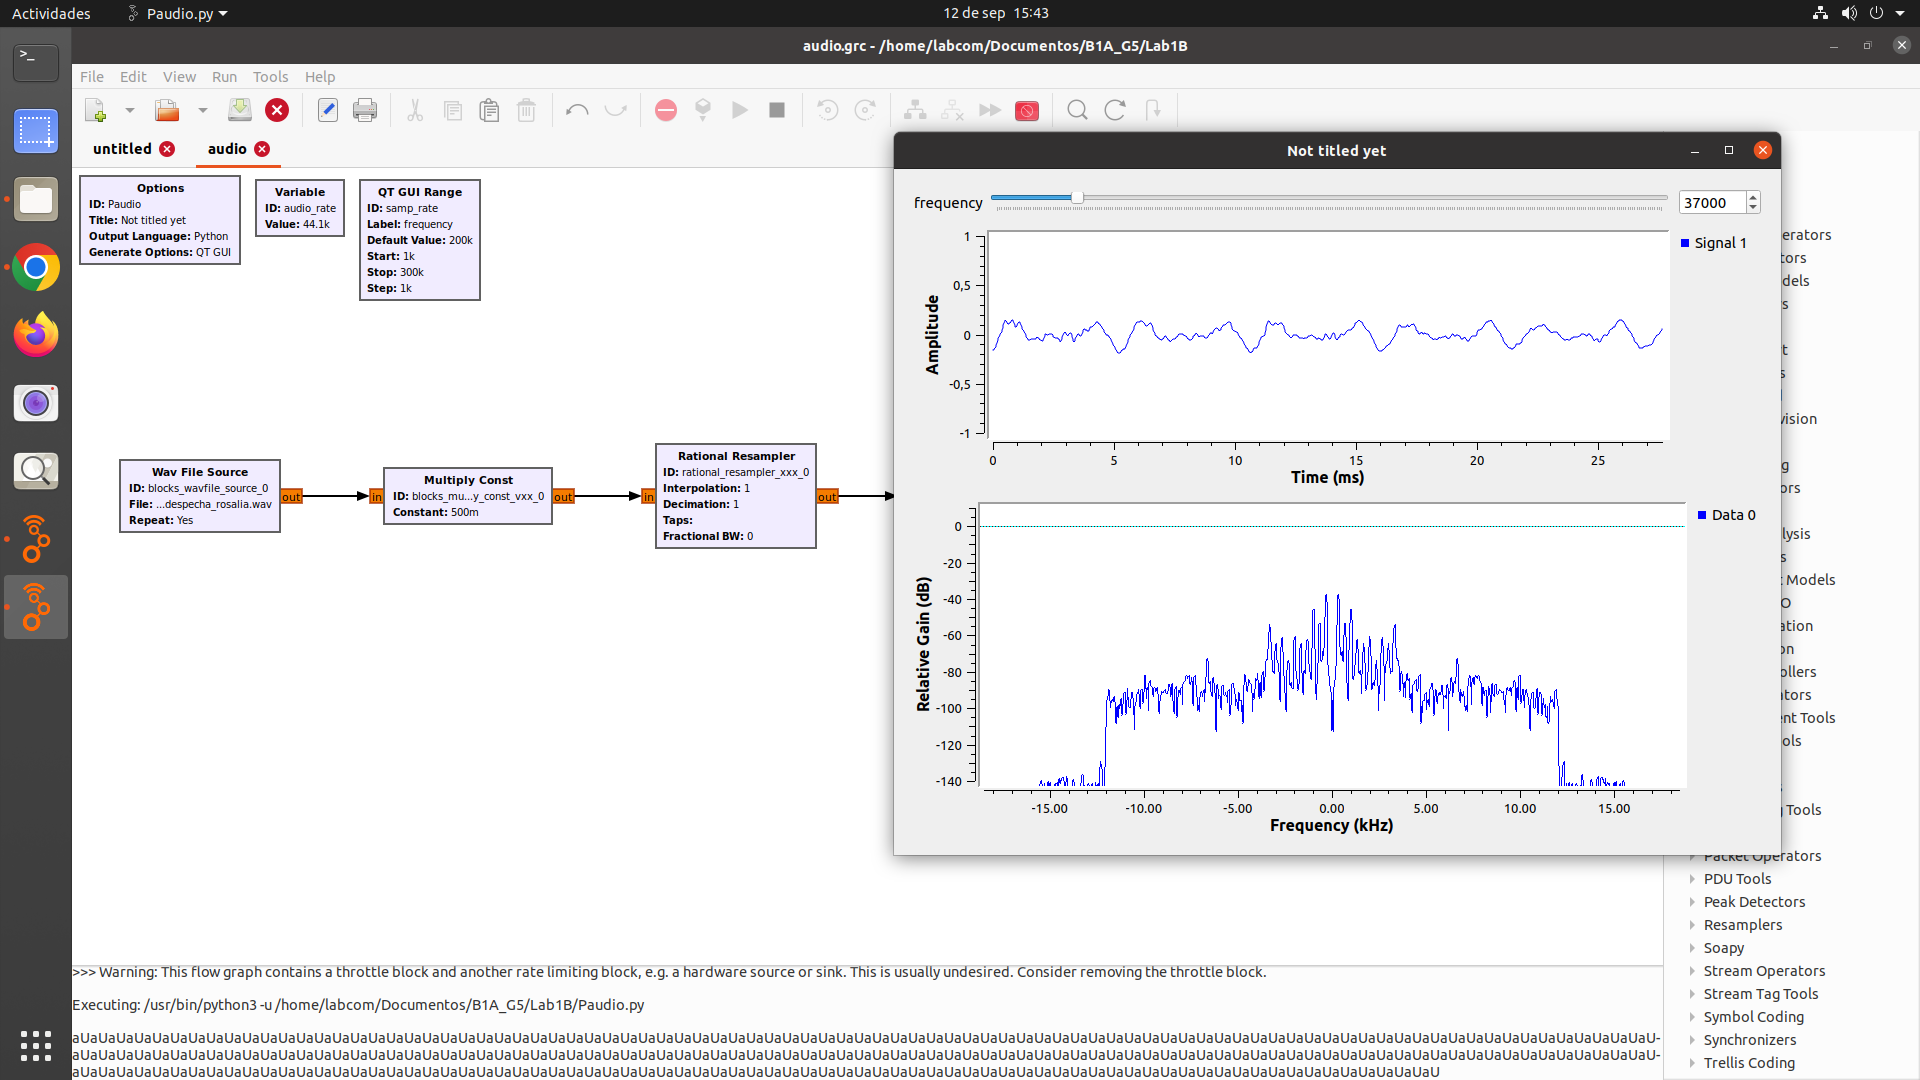 Actividades
Paudio.py
12 de sep 15:43
audio.grc - /home/labcom/Documentos/B1A_G5/Lab1B
File Edit View Run Tools Help
untitled
audio
Options
ID: Paudio
Title: Not titled yet
Output Language: Python
Generate Options: QT GUI
Variable
ID: audio_rate
Value: 44.1k
QT GUI Range
ID: samp_rate
Label: frequency
Default Value: 200k
Start: 1k
Stop: 300k
Step: 1k
Wav File Source
ID: blocks_wavfile_source_0
File: ...despecha_rosalia.wav
Repeat: Yes
out
in
Multiply Const
ID: blocks_mu...y_const_vxx_0
Constant: 500m
out
in
Rational Resampler
ID: rational_resampler_xxx_0
Interpolation: 1
Decimation: 1
Taps:
Fractional BW: 0
out
Not titled yet
frequency
37000
Signal 1
1
0,5
0
-0,5
-1
Amplitude
0 5 10 15 20 25
Time (ms)
Data 0
0
-20
-40
-60
-80
-100
-120
-140
Relative Gain (dB)
-15.00 -10.00 -5.00 0.00 5.00 10.00 15.00
Frequency (kHz)
erators
tors
dels
s
t
s
vision
g
ors
lysis
s
t Models
O
ation
on
ollers
ators
ent Tools
ols
g Tools
Packet Operators
PDU Tools
Peak Detectors
Resamplers
Soapy
Stream Operators
Stream Tag Tools
Symbol Coding
Synchronizers
Trellis Coding
>>> Warning: This flow graph contains a throttle block and another rate limiting block, e.g. a hardware source or sink. This is usually undesired. Consider removing the throttle block.
Executing: /usr/bin/python3 -u /home/labcom/Documentos/B1A_G5/Lab1B/Paudio.py